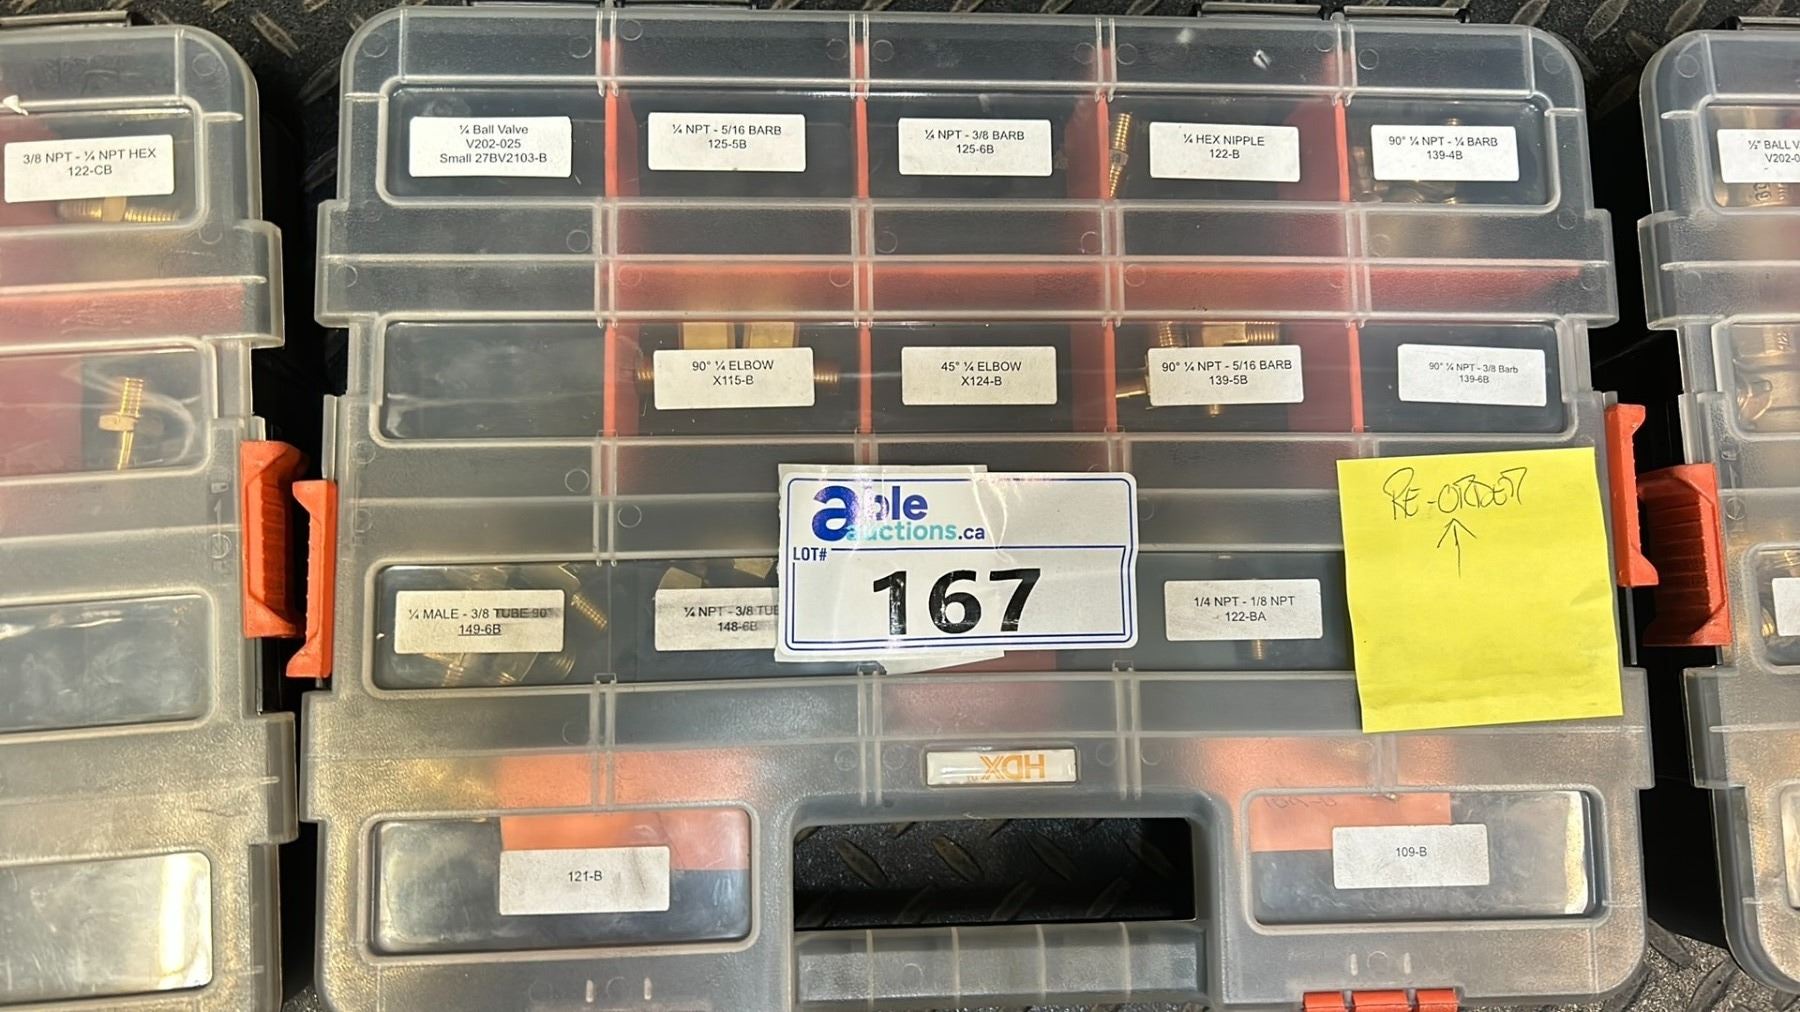 3/8 NPT - ¼ NPT HEX
122-CB
¼ Ball Valve
V202-025
Small 27BV2103-B
¼ NPT - 5/16 BARB
125-5B
¼ NPT - 3/8 BARB
125-6B
¼ HEX NIPPLE
122-B
90° ¼ NPT - ¼ BARB
139-4B
½" BALL
V202-0
90° ¼ ELBOW
X115-B
45° ¼ ELBOW
X124-B
90° ¼ NPT - 5/16 BARB
139-5B
90° ¼ NPT - 3/8 Barb
139-6B
able
auctions.ca
LOT#
167
RE-ORDER
¼ MALE - 3/8 TUBE 90°
149-6B
¼ NPT - 3/8 TUB
148-6B
1/4 NPT - 1/8 NPT
122-BA
HDX
121-B
109-B